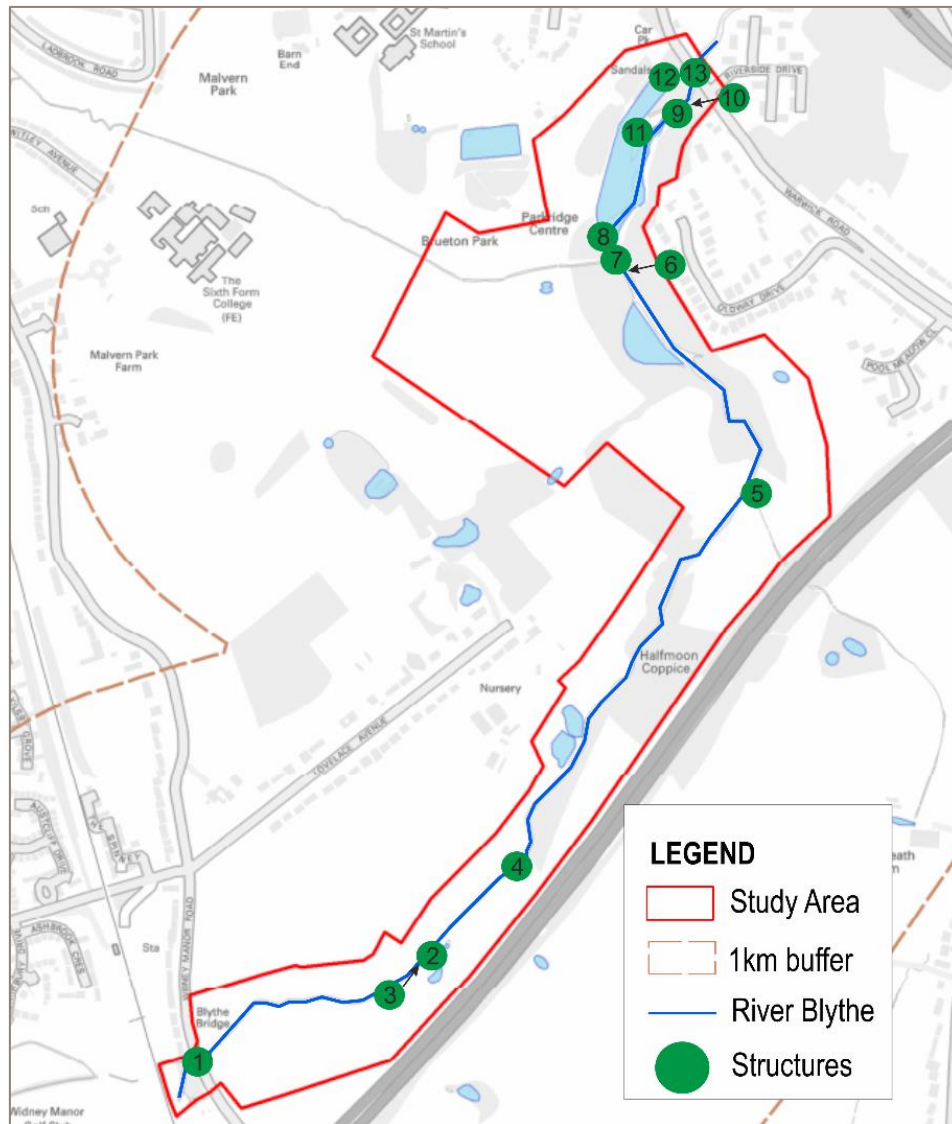 St Martin's
School
Car
Pk
LADBROOK ROAD
Barn
End
Malvern
Park
Sandals
12
13
RIVERSIDE DRIVE
10
9
11
WARWICK ROAD
Sch
Parkridge
Centre
8
Brueton Park
7
6
The
Sixth Form
College
(FE)
OLDWAY DRIVE
Malvern Park
Farm
POOL MEADOW CL
5
Halfmoon
Coppice
Nursery
LOVELACE AVENUE
AUSTCLIFF DRIVE
4
ASHBROOK CRES
Sta
WIDNEY MANOR ROAD
2
3
Blythe
Bridge
1
Widney Manor
LEGEND
Study Area
1km buffer
River Blythe
Structures